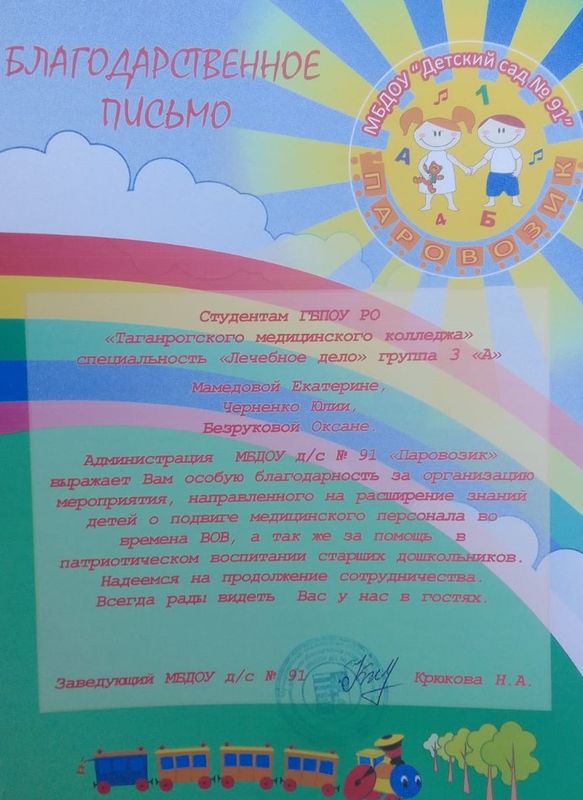 БЛАГОДАРСТВЕННОЕ
ПИСЬМО
МБДОУ "Детский сад № 91"
1
А
4
Б
ПАРОВОЗИК
Студентам ГБПОУ РО
«Таганрогского медицинского колледжа»
специальность «Лечебное дело» группа 3 «А»
Мамедовой Екатерине,
Черненко Юлии,
Безруковой Оксане.
Администрация МБДОУ д/с № 91 «Паровозик»
выражает Вам особую благодарность за организацию
мероприятия, направленного на расширение знаний
детей о подвиге медицинского персонала во
времена ВОВ, а так же за помощь в
патриотическом воспитании старших дошкольников.
Надеемся на продолжение сотрудничества.
Всегда рады видеть Вас у нас в гостях.
Заведующий МБДОУ д/с № 91 Крюкова Н.А.